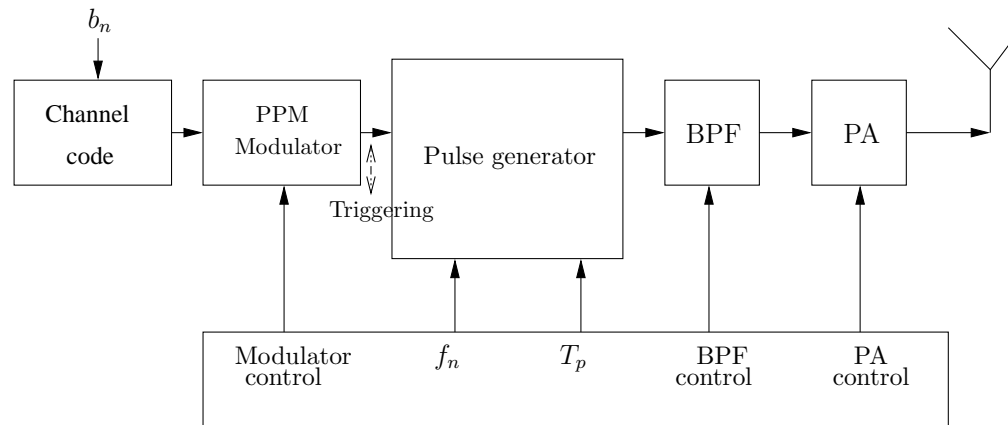 b_n
Channel
code
PPM
Modulator
Triggering
Pulse generator
BPF
PA
Modulator
control
f_n
T_p
BPF
control
PA
control